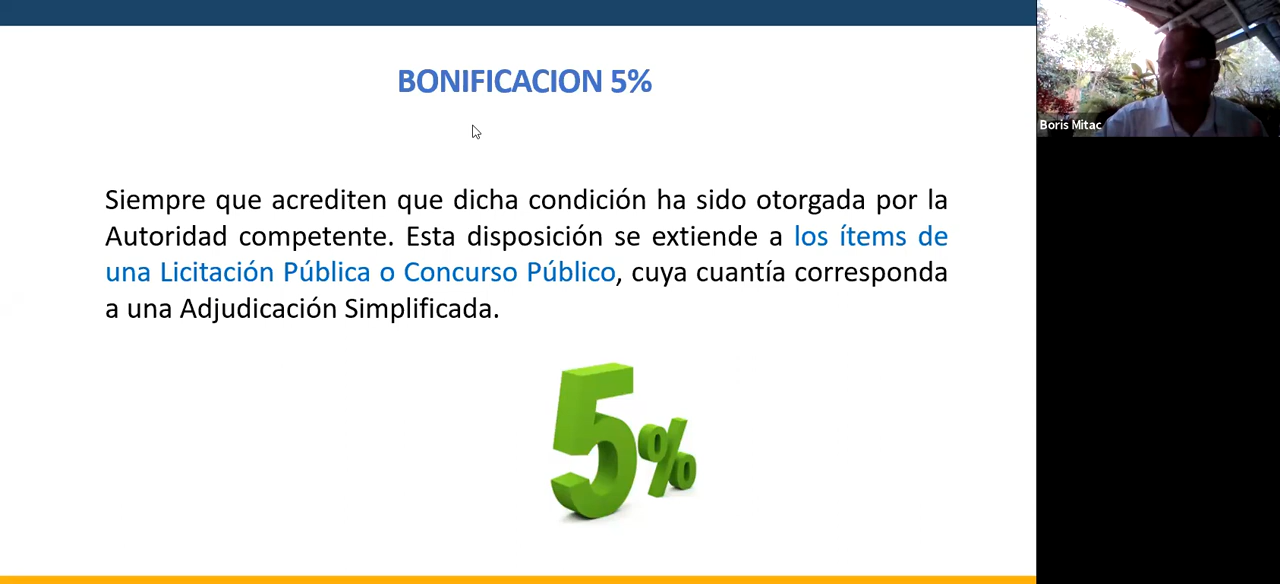 BONIFICACION 5%
Boris Mitac
Siempre que acrediten que dicha condición ha sido otorgada por la
Autoridad competente. Esta disposición se extiende a los ítems de
una Licitación Pública o Concurso Público, cuya cuantía corresponda
a una Adjudicación Simplificada.
5%